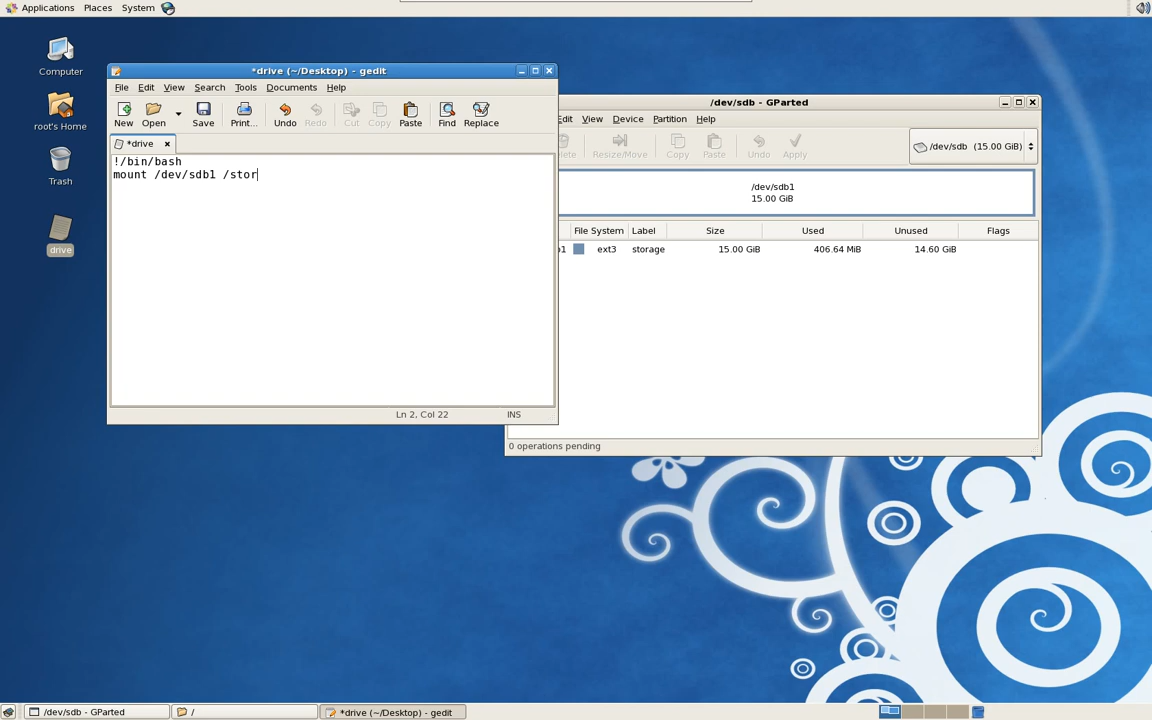 Applications Places System
Computer
root's Home
Trash
drive
*drive (~/Desktop) - gedit
File Edit View Search Tools Documents Help
New Open Save Print... Undo Redo Cut Copy Paste Find Replace
*drive
!/bin/bash
mount /dev/sdb1 /stor
Ln 2, Col 22 INS
/dev/sdb - GParted
View Device Partition Help
Resize/Move Copy Paste Undo Apply
/dev/sdb (15.00 GiB)
/dev/sdb1
15.00 GiB
File System Label Size Used Unused Flags
ext3 storage 15.00 GiB 406.64 MiB 14.60 GiB
0 operations pending
/dev/sdb - GParted
/
*drive (~/Desktop) - gedit